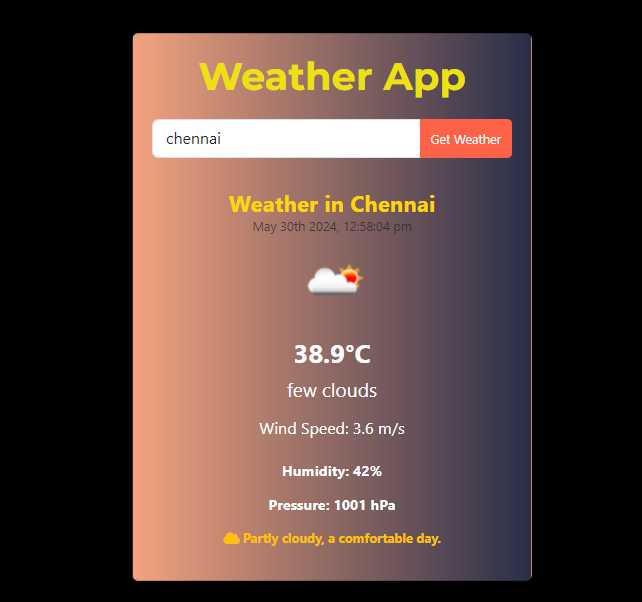 Weather App
chennai
Get Weather
Weather in Chennai
May 30th 2024, 12:58:04 pm
38.9°C
few clouds
Wind Speed: 3.6 m/s
Humidity: 42%
Pressure: 1001 hPa
Partly cloudy, a comfortable day.